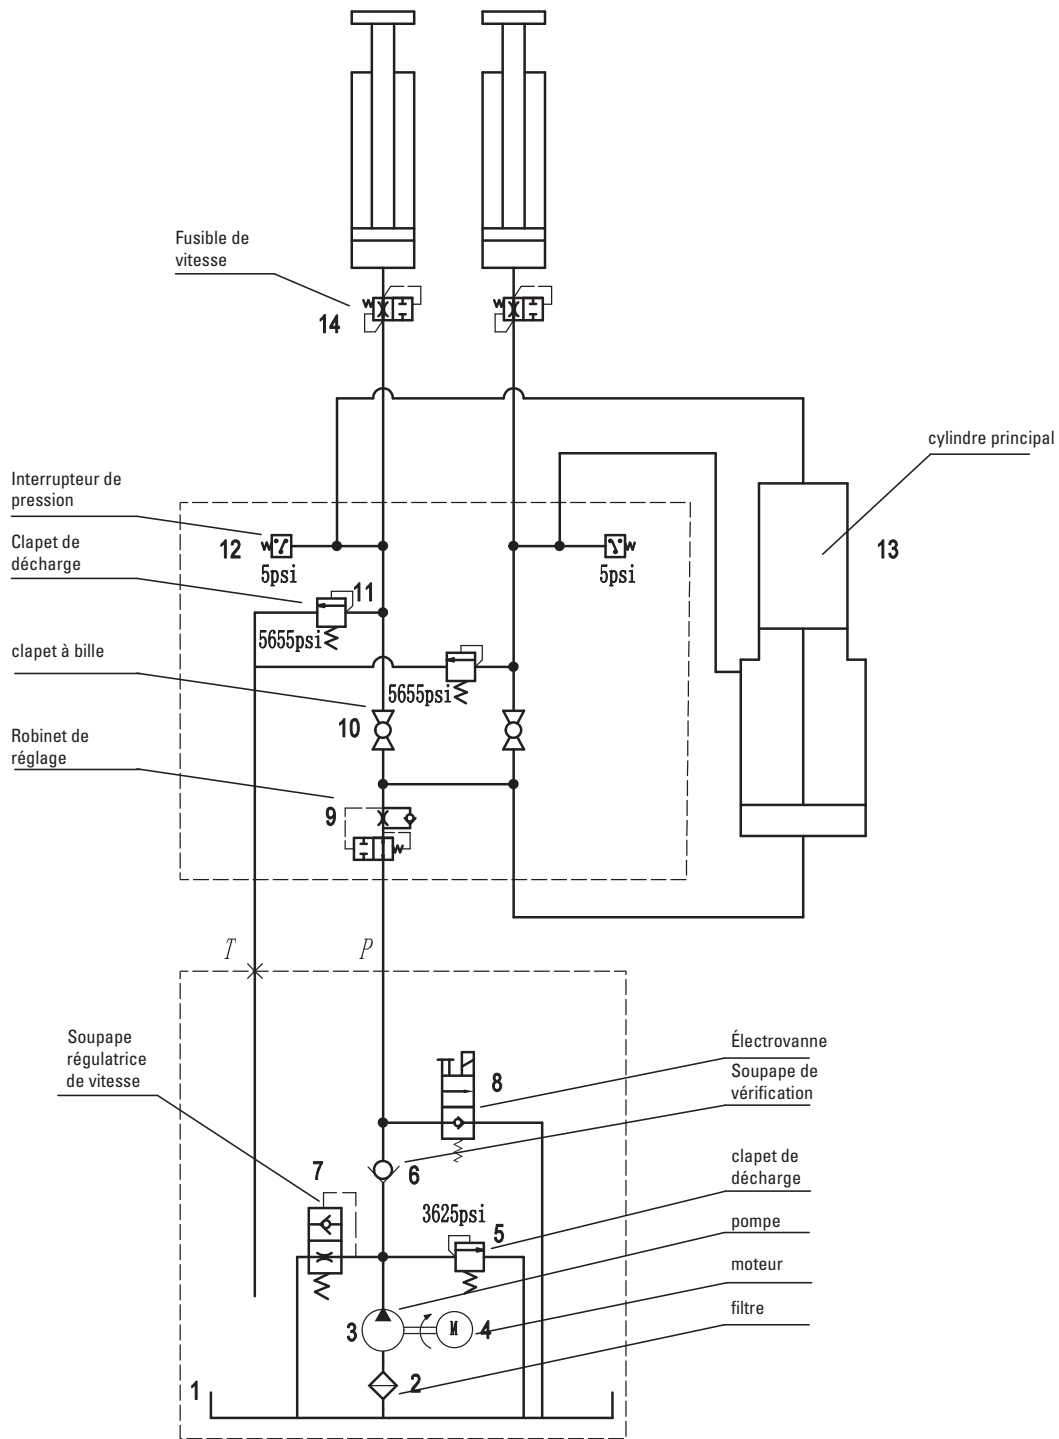 Fusible de
vitesse
14
cylindre principal
Interrupteur de
pression
12
5psi
5psi
13
Clapet de
décharge
11
5655psi
clapet à bille
5655psi
10
Robinet de
réglage
9
T
P
Soupape
régulatrice
de vitesse
Électrovanne
8
Soupape de
vérification
7
6
clapet de
décharge
3625psi
5
pompe
moteur
3
M
4
filtre
1
2